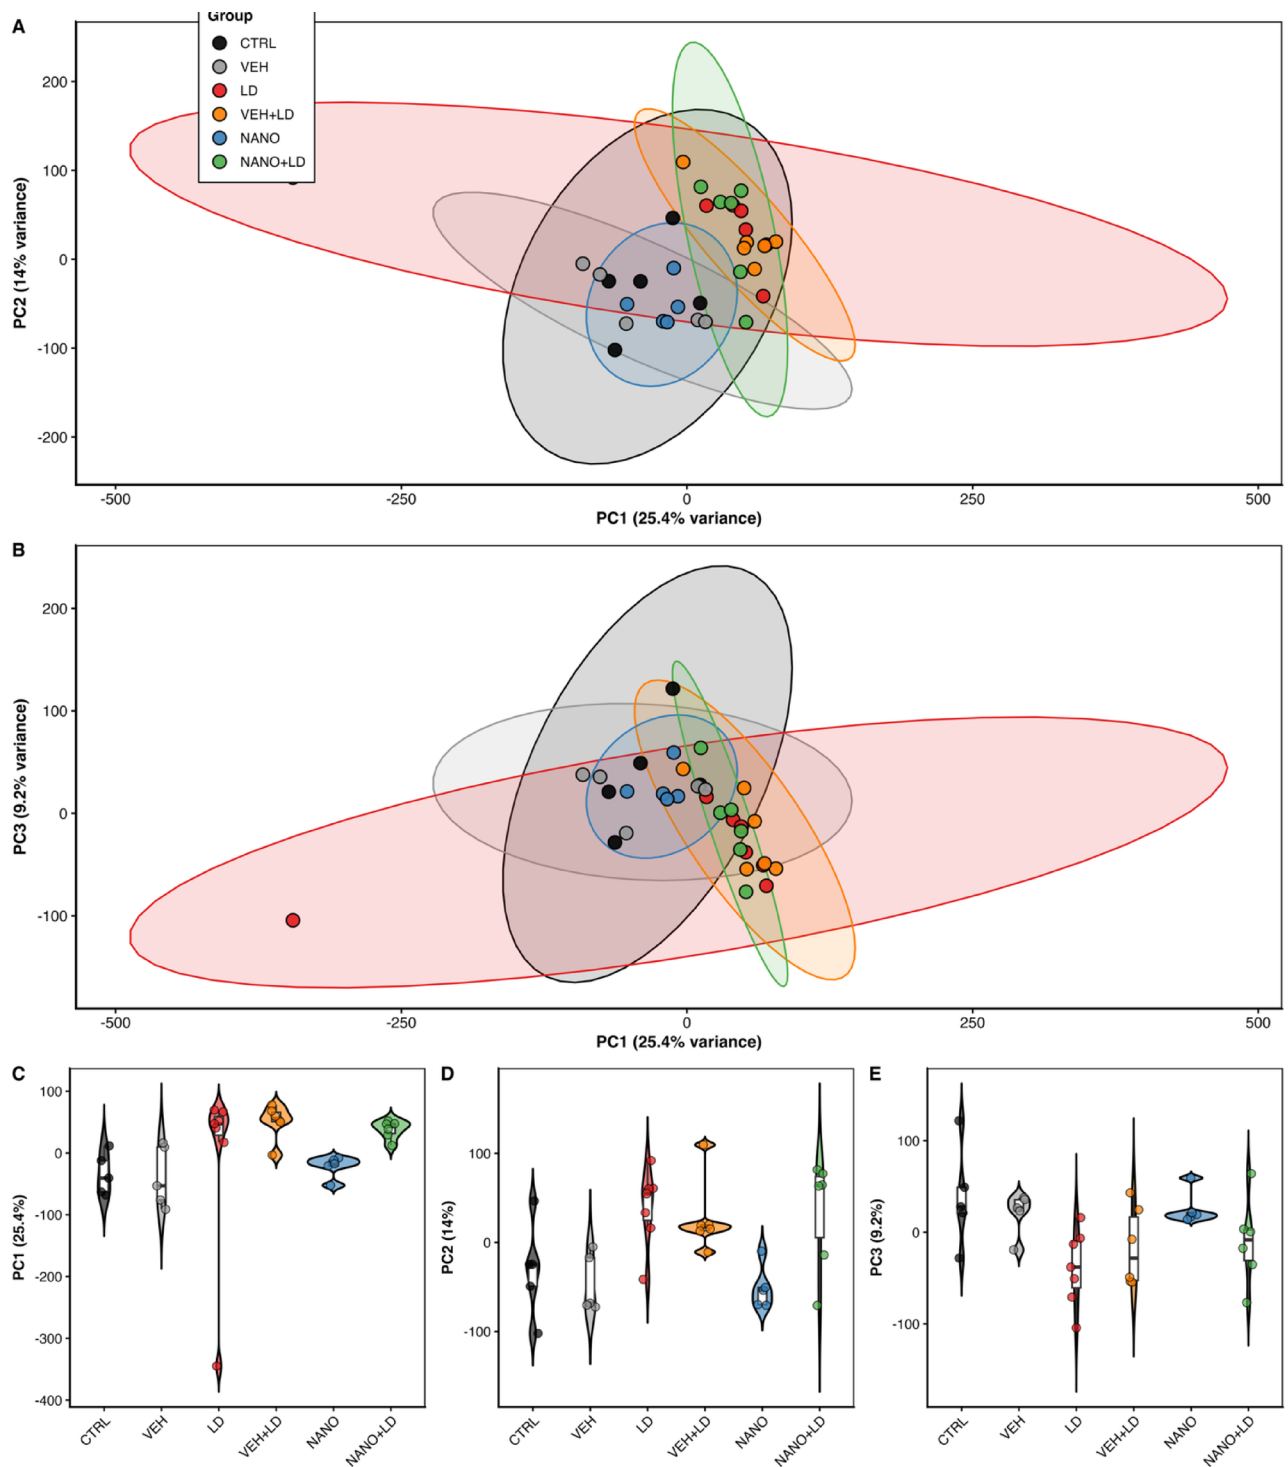 A
Group
CTRL
VEH
LD
VEH+LD
NANO
NANO+LD
PC2 (14% variance)
200
100
0
-100
-200
-500
-250
0
250
500
PC1 (25.4% variance)
B
PC3 (9.2% variance)
200
100
0
-100
-500
-250
0
250
500
PC1 (25.4% variance)
C
PC1 (25.4%)
100
0
-100
-200
-300
-400
CTRL
VEH
LD
VEH+LD
NANO
NANO+LD
D
PC2 (14%)
100
0
-100
CTRL
VEH
LD
VEH+LD
NANO
NANO+LD
E
PC3 (9.2%)
100
0
-100
CTRL
VEH
LD
VEH+LD
NANO
NANO+LD